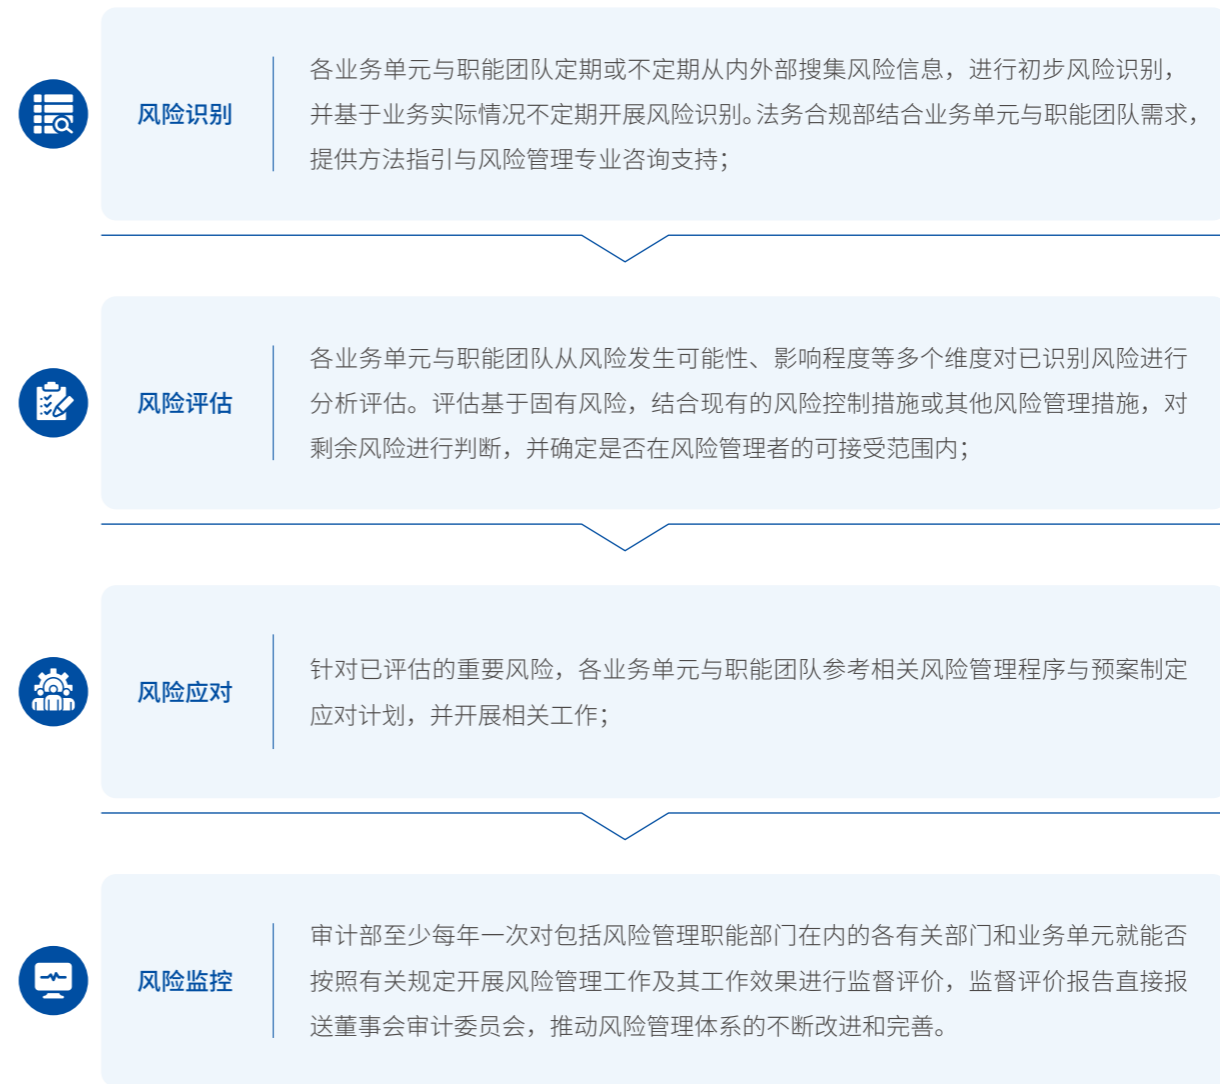 风险识别
各业务单元与职能团队定期或不定期从内外部搜集风险信息，进行初步风险识别，
并基于业务实际情况不定期开展风险识别。法务合规部结合业务单元与职能团队需求，
提供方法指引与风险管理专业咨询支持；
风险评估
各业务单元与职能团队从风险发生可能性、影响程度等多个维度对已识别风险进行
分析评估。评估基于固有风险，结合现有的风险控制措施或其他风险管理措施，对
剩余风险进行判断，并确定是否在风险管理者的可接受范围内；
风险应对
针对已评估的重要风险，各业务单元与职能团队参考相关风险管理程序与预案制定
应对计划，并开展相关工作；
风险监控
审计部至少每年一次对包括风险管理职能部门在内的各有关部门和业务单元就能否
按照有关规定开展风险管理工作及其工作效果进行监督评价，监督评价报告直接报
送董事会审计委员会，推动风险管理体系的不断改进和完善。